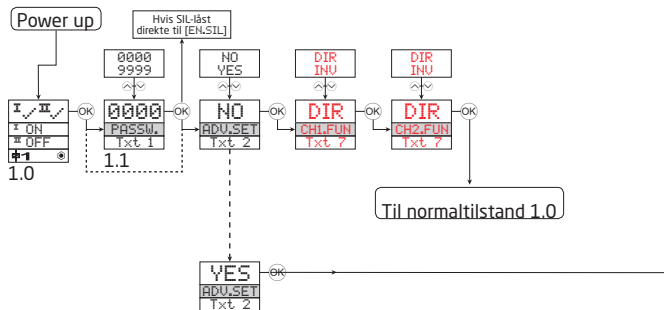 Power up
Hvis SIL-låst
direkte til [EN.SIL]
0000
9999
NO
YES
DIR
INV
DIR
INV
I / II /
I ON
II OFF
1
1.0
OK
0000
PASSW.
Txt 1
1.1
OK
NO
ADV.SET
Txt 2
OK
DIR
CH1.FUN
Txt 7
OK
DIR
CH2.FUN
Txt 7
OK
Til normaltilstand 1.0
YES
ADV.SET
Txt 2
OK